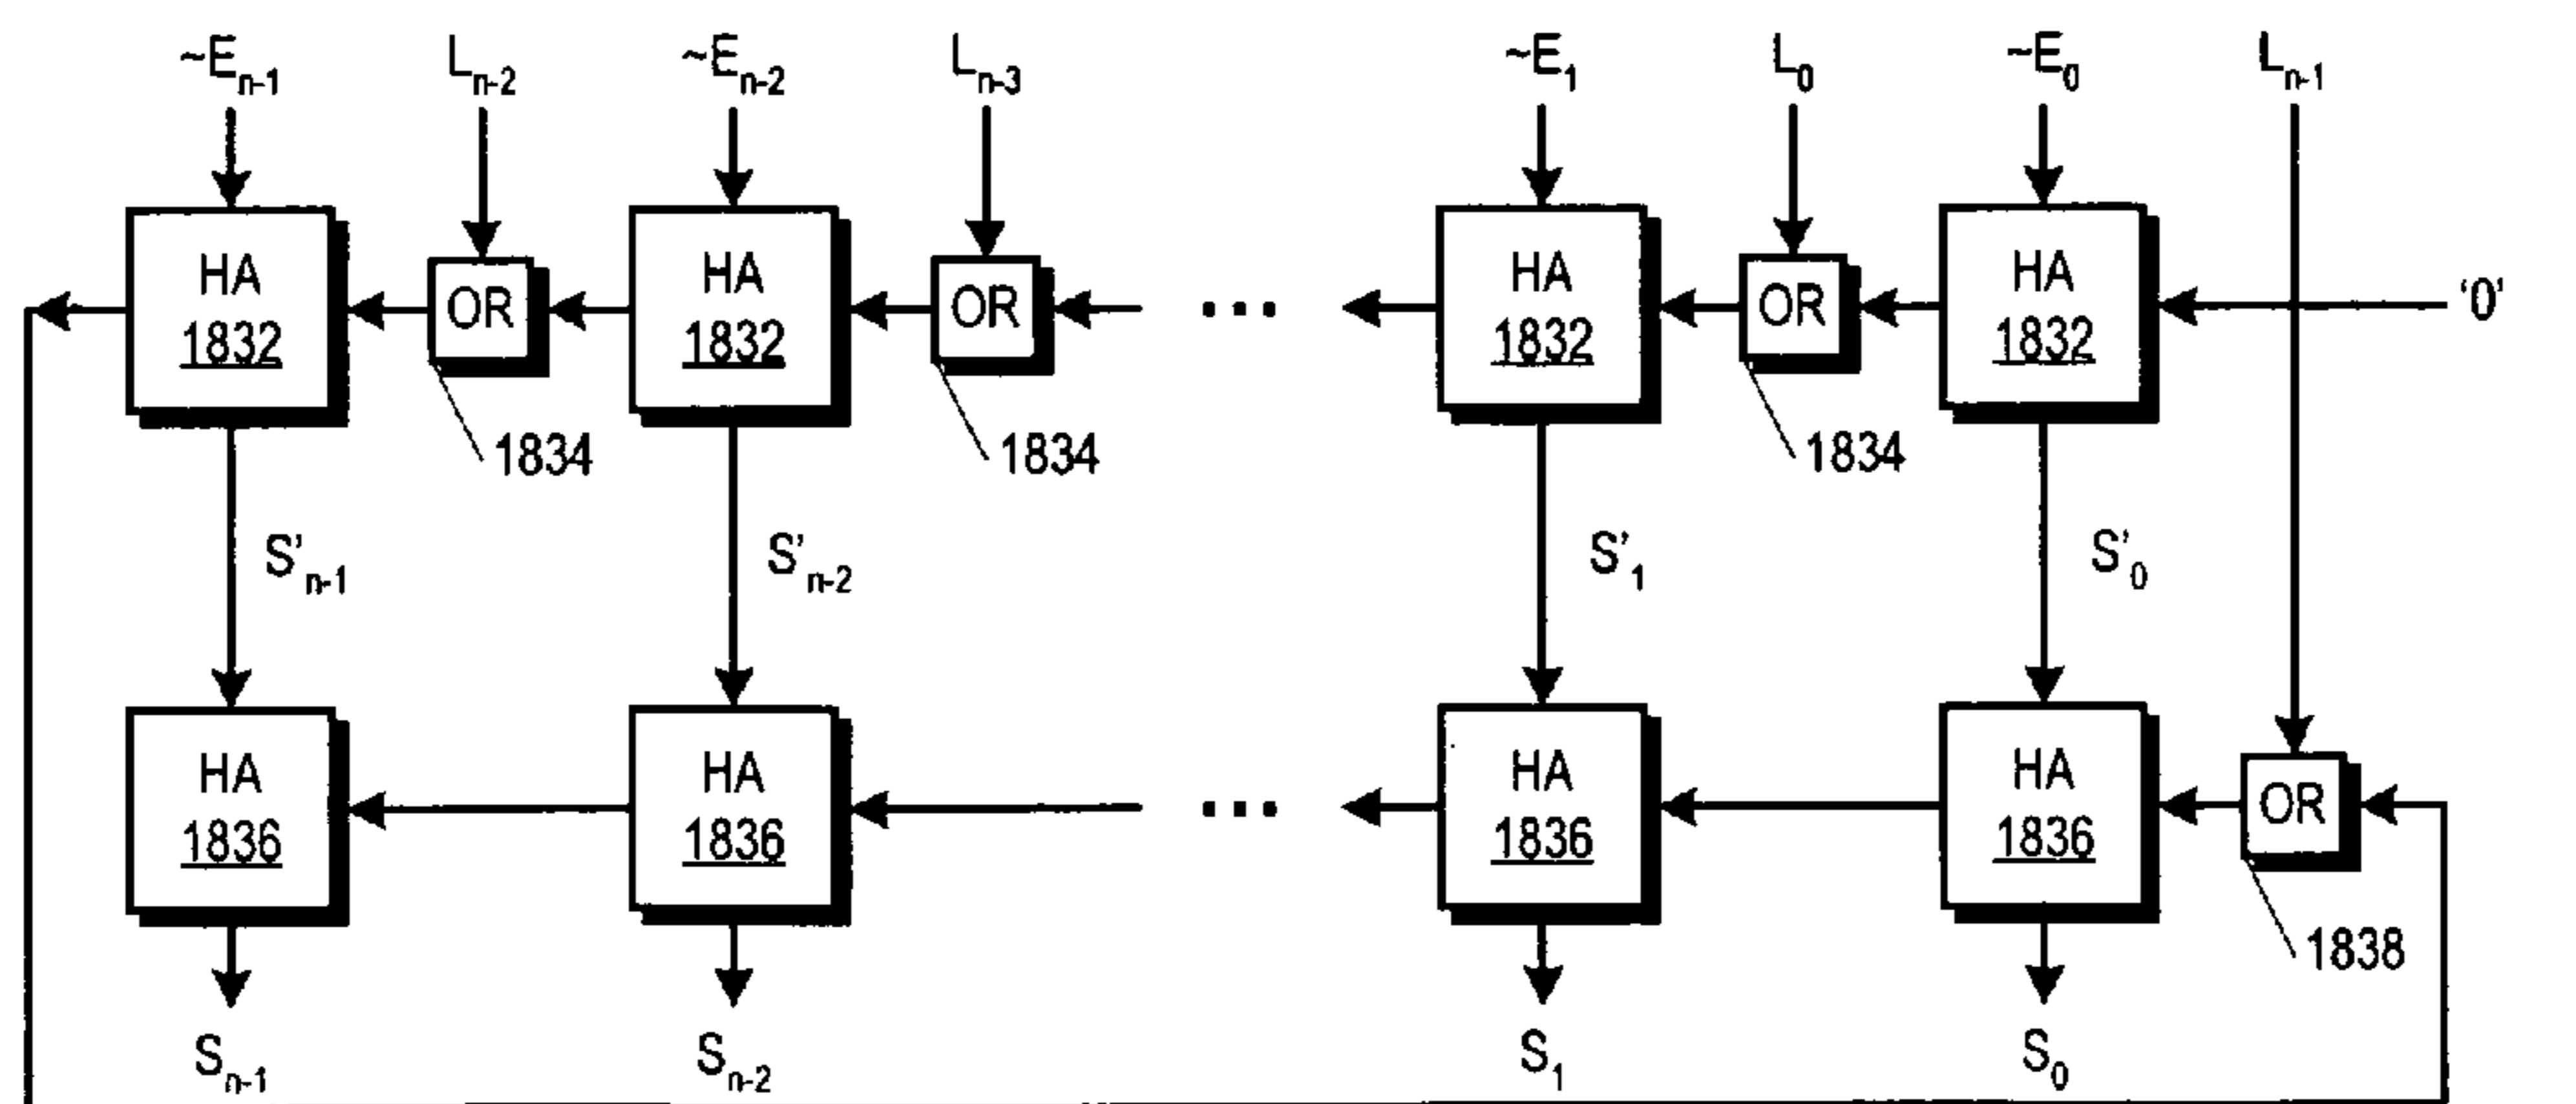 ~Eₙ₋₁ Lₙ₋₂ ~Eₙ₋₂ Lₙ₋₃ ~E₁ L₀ ~E₀ Lₙ₋₁
HA OR HA OR ... HA OR HA '0'
1832 1832 1832 1832
1834 1834 1834
S'ₙ₋₁ S'ₙ₋₂ S'₁ S'₀
HA HA ... HA HA OR
1836 1836 1836 1836
1838
Sₙ₋₁ Sₙ₋₂ S₁ S₀